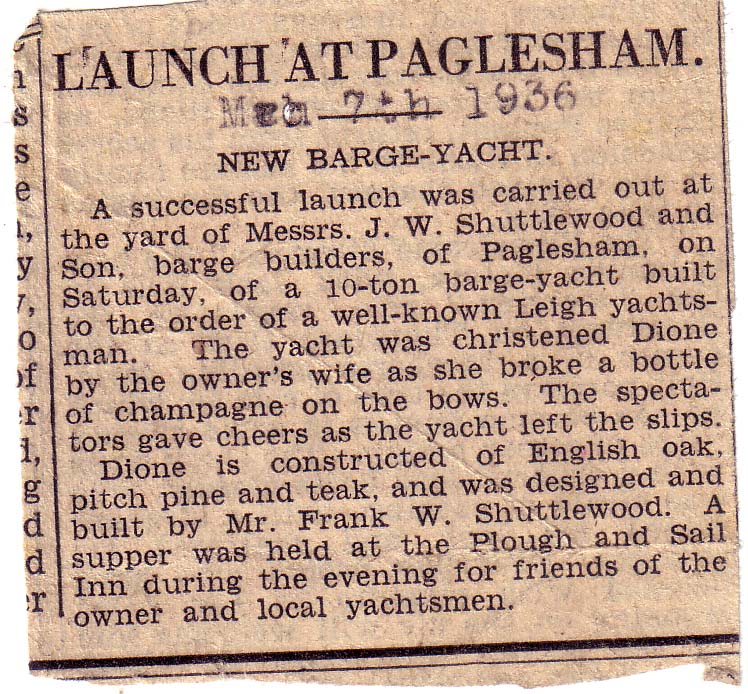 LAUNCH AT PAGLESHAM.
Mch 7th 1936
NEW BARGE-YACHT.
A successful launch was carried out at
the yard of Messrs. J. W. Shuttlewood and
Son, barge builders, of Paglesham, on
Saturday, of a 10-ton barge-yacht built
to the order of a well-known Leigh yachts-
man. The yacht was christened Dione
by the owner's wife as she broke a bottle
of champagne on the bows. The specta-
tors gave cheers as the yacht left the slips.
Dione is constructed of English oak,
pitch pine and teak, and was designed and
built by Mr. Frank W. Shuttlewood. A
supper was held at the Plough and Sail
Inn during the evening for friends of the
owner and local yachtsmen.